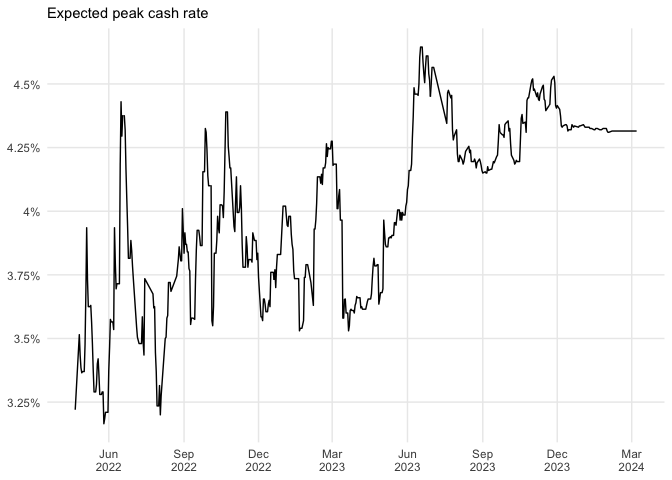 Expected peak cash rate
4.5%
4.25%
4%
3.75%
3.5%
3.25%
Jun Sep Dec Mar Jun Sep Dec Mar
2022 2022 2022 2023 2023 2023 2023 2024